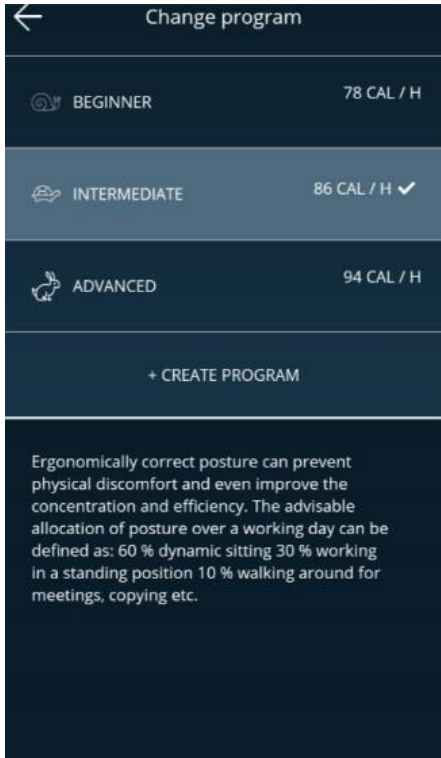 Change program
BEGINNER 78 CAL / H
INTERMEDIATE 86 CAL / H
ADVANCED 94 CAL / H
+ CREATE PROGRAM
Ergonomically correct posture can prevent
physical discomfort and even improve the
concentration and efficiency. The advisable
allocation of posture over a working day can be
defined as: 60 % dynamic sitting 30 % working
in a standing position 10 % walking around for
meetings, copying etc.